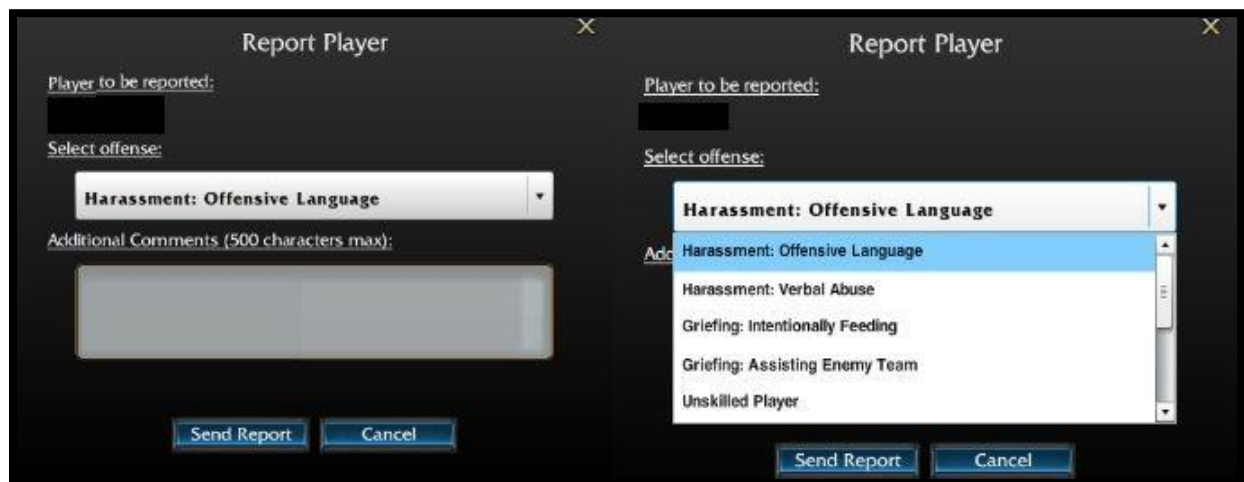 Report Player
X
Player to be reported:
Select offense:
Harassment: Offensive Language
Additional Comments (500 characters max):
Send Report
Cancel
Report Player
X
Player to be reported:
Select offense:
Harassment: Offensive Language
Add
Harassment: Offensive Language
Harassment: Verbal Abuse
Griefing: Intentionally Feeding
Griefing: Assisting Enemy Team
Unskilled Player
Send Report
Cancel